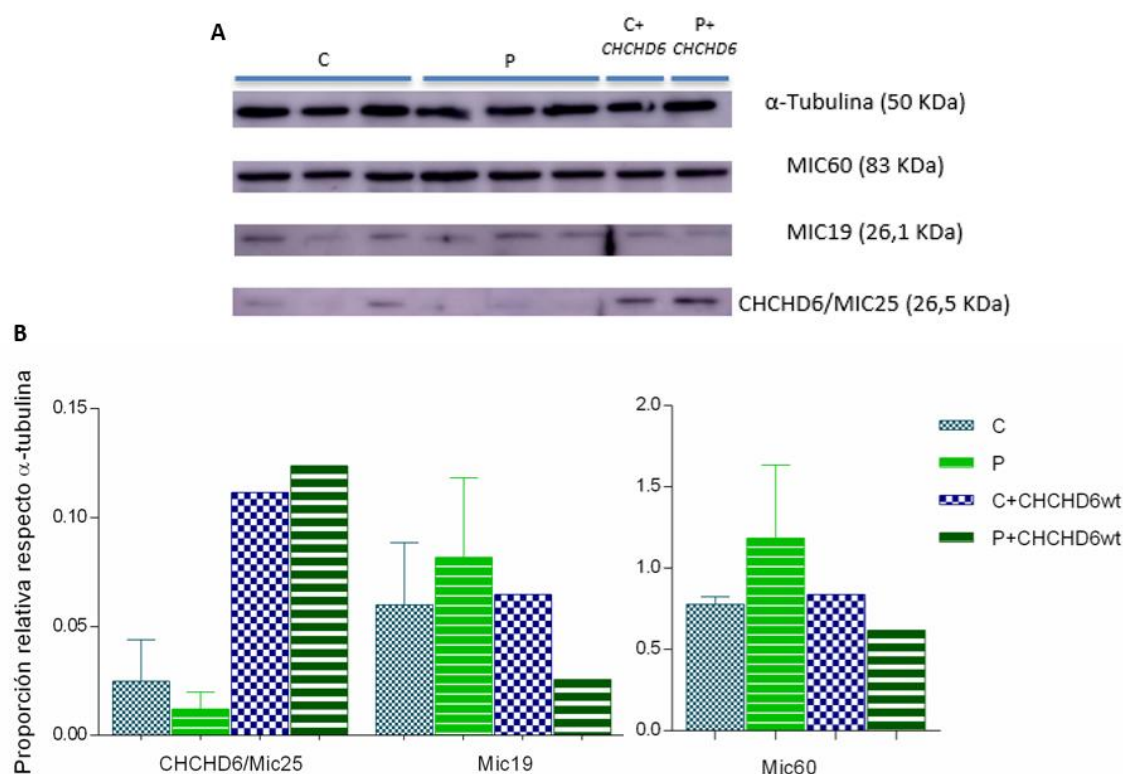 A
C
P
C+
CHCHD6
P+
CHCHD6
α-Tubulina (50 KDa)
MIC60 (83 KDa)
MIC19 (26,1 KDa)
CHCHD6/MIC25 (26,5 KDa)
B
Proporción relativa respecto α-tubulina
0.15
0.10
0.05
0.00
CHCHD6/Mic25
Mic19
2.0
1.5
1.0
0.5
0.0
Mic60
C
P
C+CHCHD6wt
P+CHCHD6wt